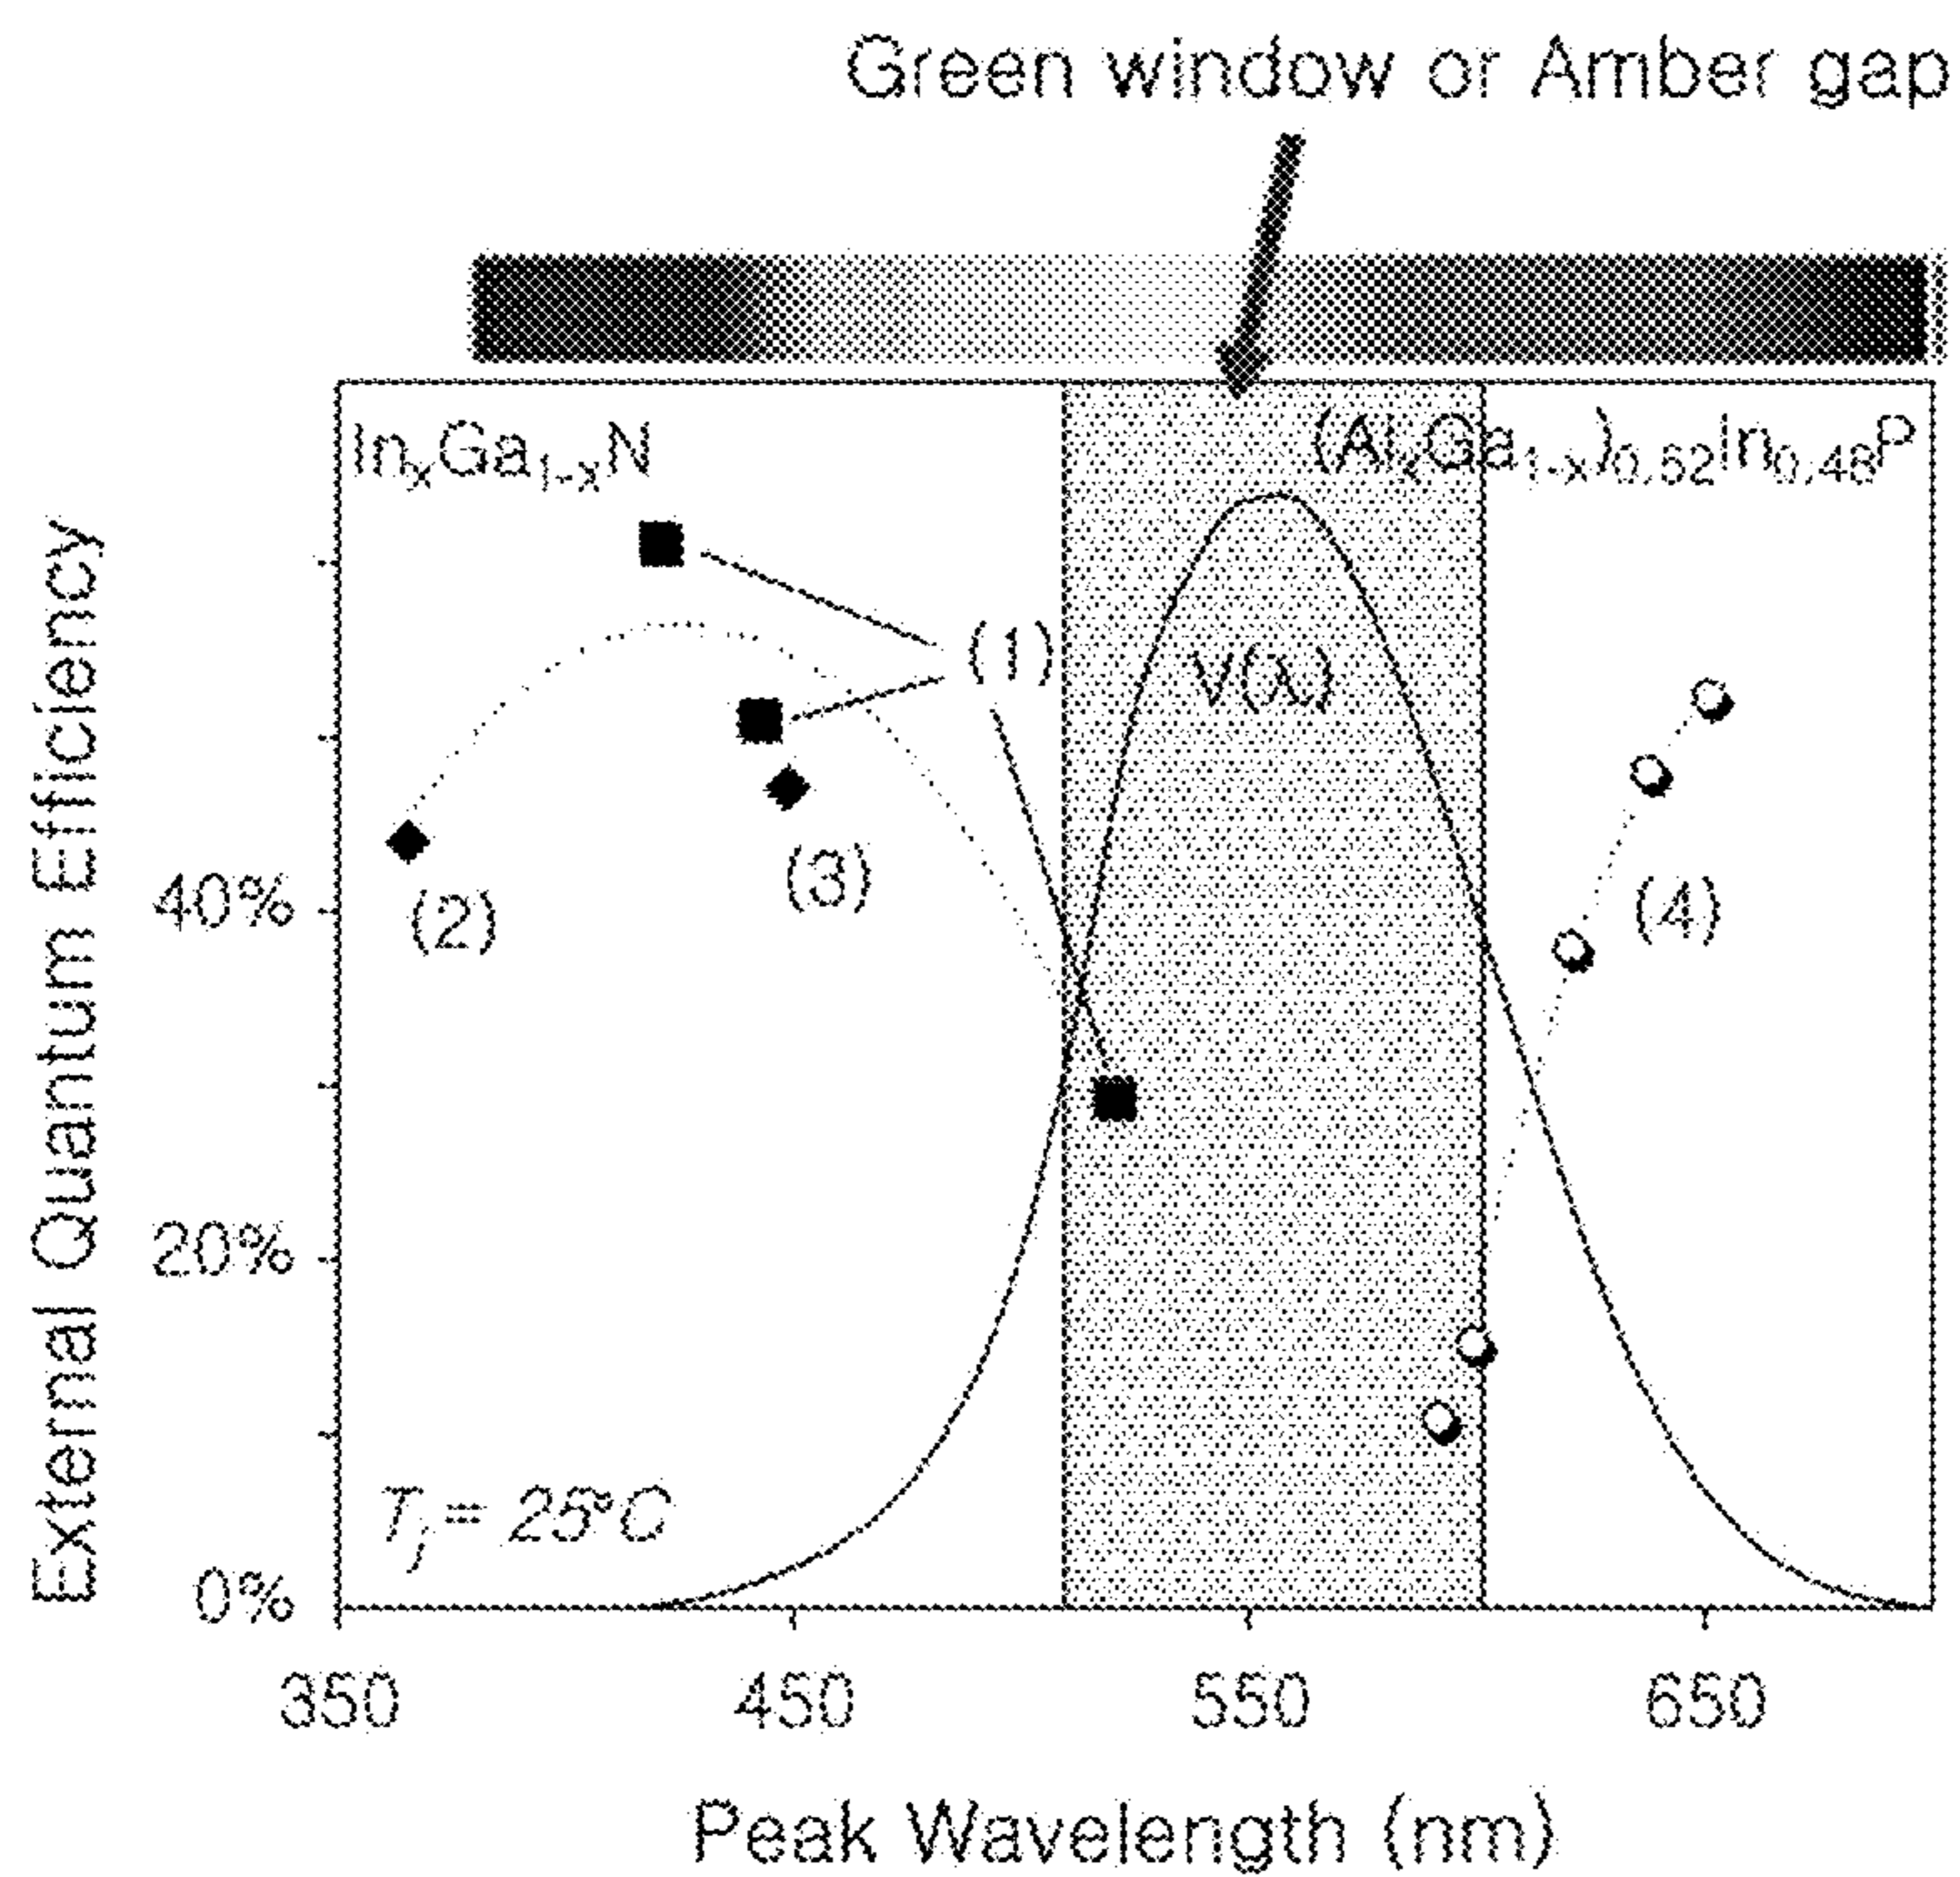 Green window or Amber gap
InₓGa₁₋ₓN
(AlₓGa₁₋ₓ)₀.₅₂In₀.₄₈P
(1)
V(λ)
(2)
(3)
(4)
Tⱼ = 25°C
External Quantum Efficiency
40%
20%
0%
350 450 550 650
Peak Wavelength (nm)